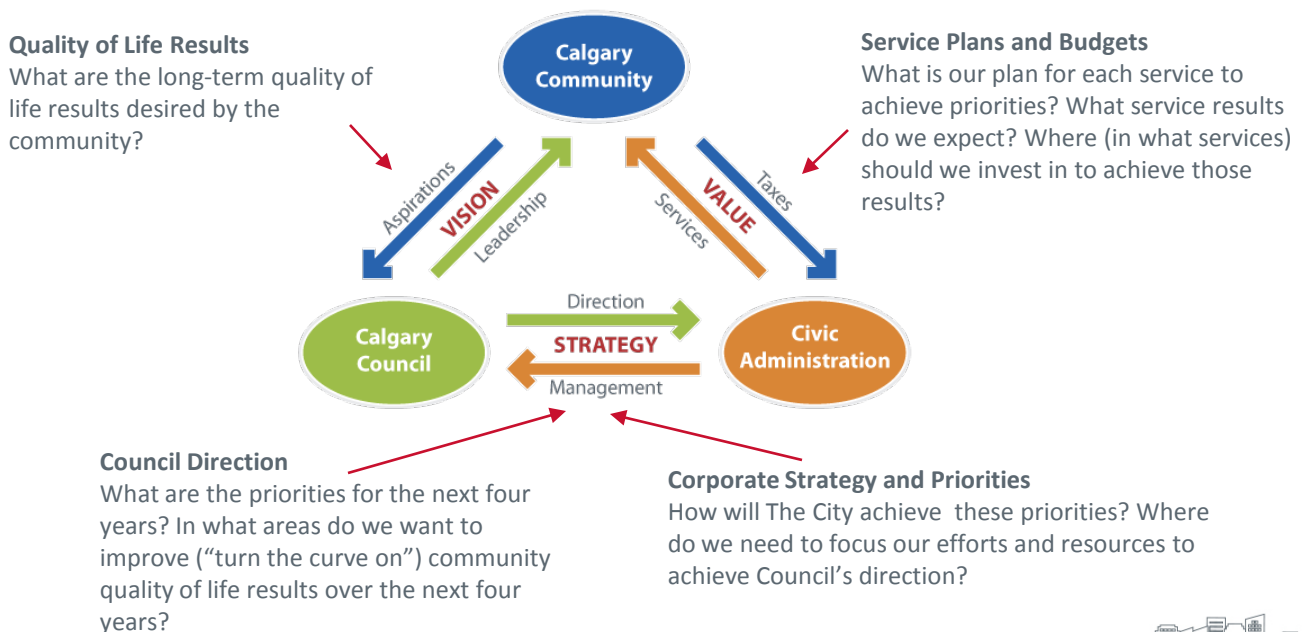 Quality of Life Results
What are the long-term quality of
life results desired by the
community?
Calgary
Community
Service Plans and Budgets
What is our plan for each service to
achieve priorities? What service results
do we expect? Where (in what services)
should we invest in to achieve those
results?
Aspirations
VISION
Leadership
Services
VALUE
Taxes
Calgary
Council
Direction
STRATEGY
Management
Civic
Administration
Council Direction
What are the priorities for the next four
years? In what areas do we want to
improve (“turn the curve on”) community
quality of life results over the next four
years?
Corporate Strategy and Priorities
How will The City achieve  these priorities? Where
do we need to focus our efforts and resources to
achieve Council’s direction?